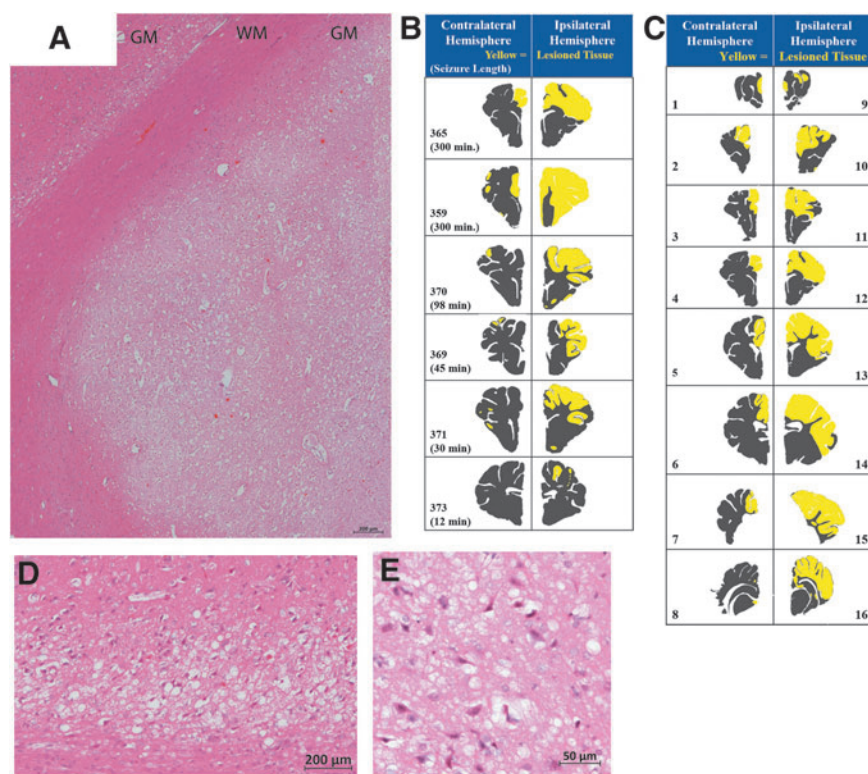 A
GM
WM
GM
200 µm
B
Contralateral Hemisphere
Yellow =
(Seizure Length)
Ipsilateral Hemisphere
Lesioned Tissue
365
(300 min.)
359
(300 min.)
370
(98 min)
369
(45 min)
371
(30 min)
373
(12 min)
C
Contralateral Hemisphere
Yellow =
Ipsilateral Hemisphere
Lesioned Tissue
1
9
2
10
3
11
4
12
5
13
6
14
7
15
8
16
D
200 µm
E
50 µm